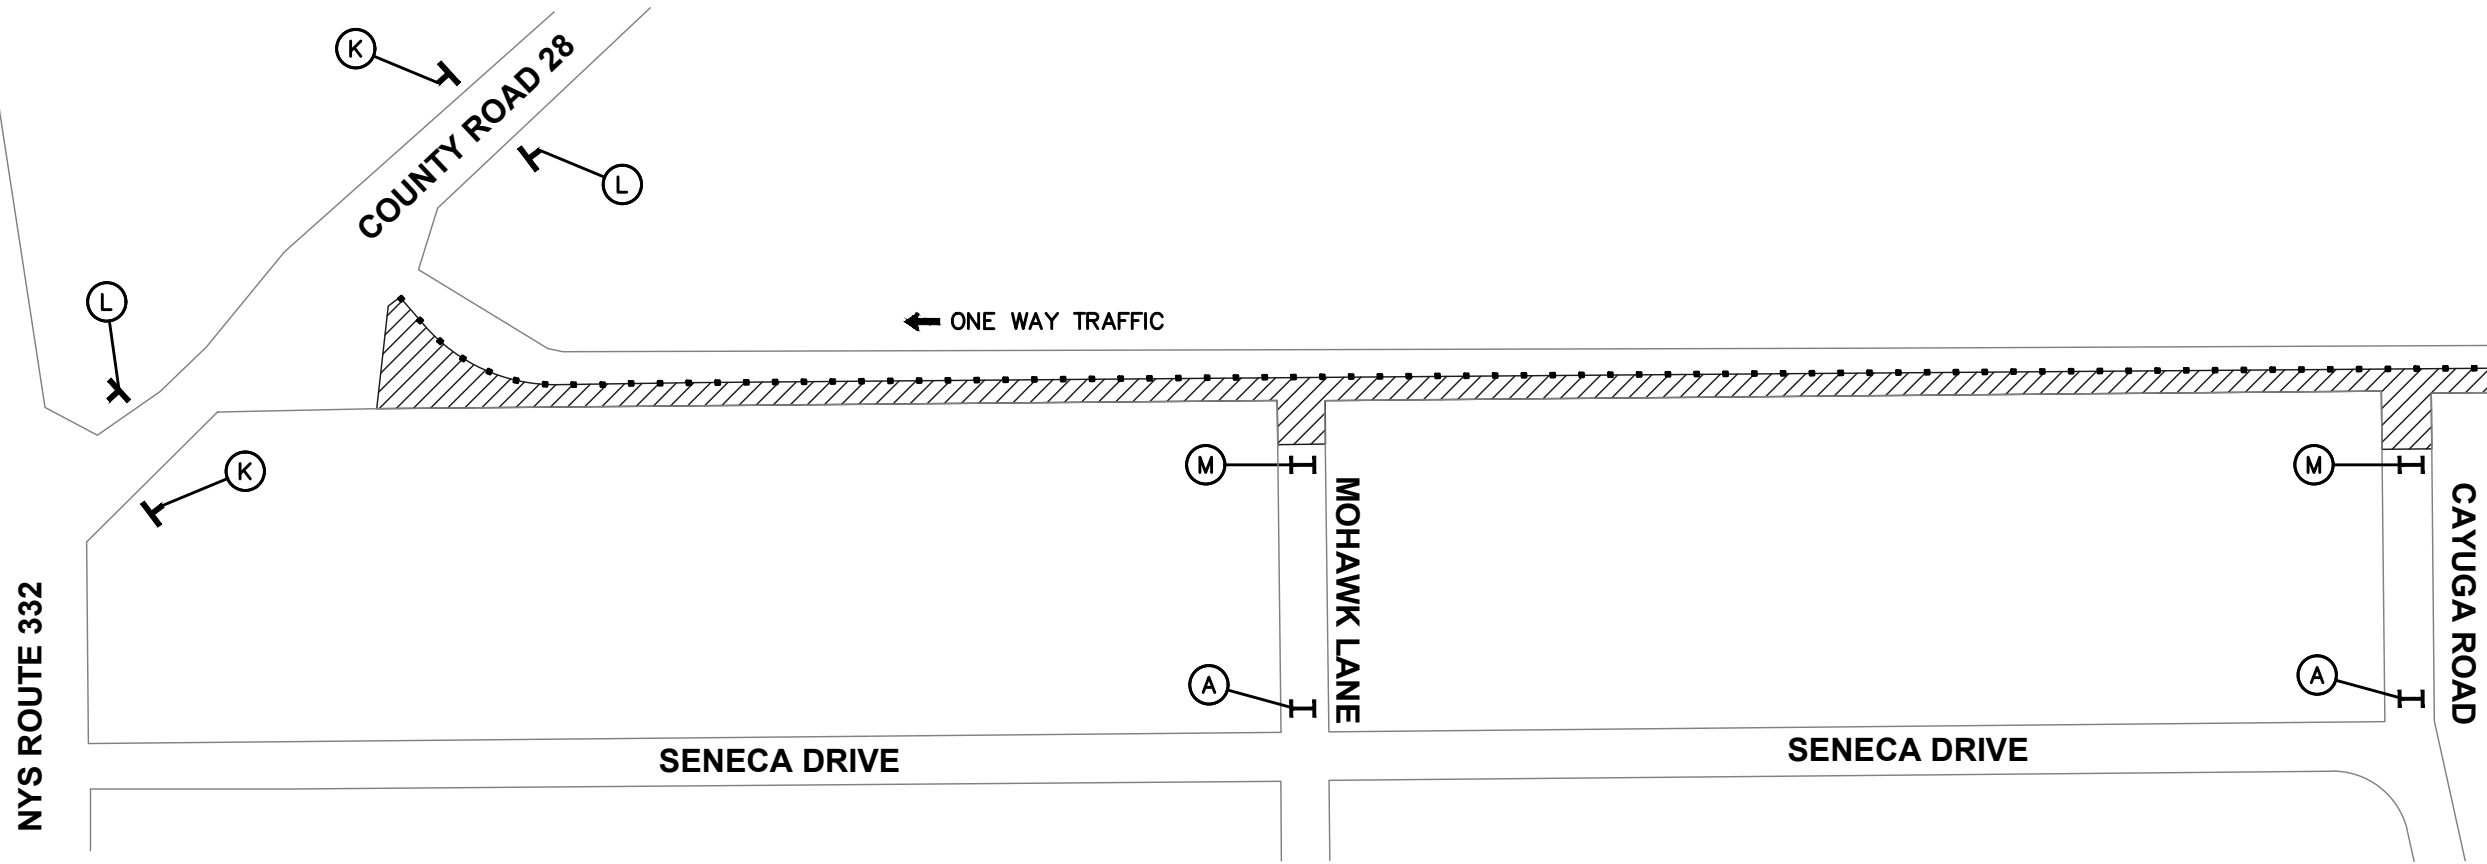 K
COUNTY ROAD 28
L
L
ONE WAY TRAFFIC
K
M
MOHAWK LANE
M
CAYUGA ROAD
NYS ROUTE 332
A
A
SENECA DRIVE
SENECA DRIVE